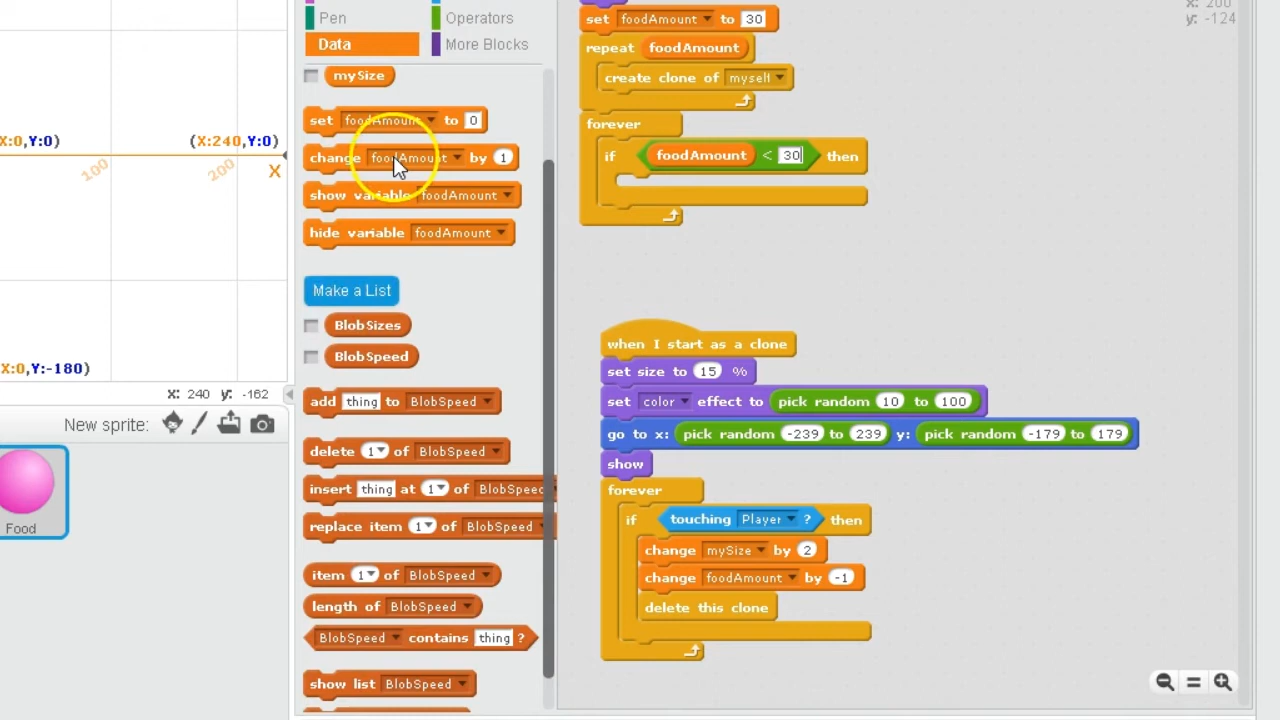 Pen
Operators
Data
More Blocks
mySize
set foodAmount to 0
change foodAmount by 1
show variable foodAmount
hide variable foodAmount
Make a List
BlobSizes
BlobSpeed
add thing to BlobSpeed
delete 1 of BlobSpeed
insert thing at 1 of BlobSpeed
replace item 1 of BlobSpeed
item 1 of BlobSpeed
length of BlobSpeed
BlobSpeed contains thing ?
show list BlobSpeed
X:0,Y:0)
(X:240,Y:0)
100
200
X
X:0,Y:-180)
x: 240 y: -162
New sprite:
Food
set foodAmount to 30
repeat foodAmount
create clone of myself
forever
if foodAmount < 30 then
when I start as a clone
set size to 15 %
set color effect to pick random 10 to 100
go to x: pick random -239 to 239 y: pick random -179 to 179
show
forever
if touching Player ? then
change mySize by 2
change foodAmount by -1
delete this clone
x: 200
y: -124